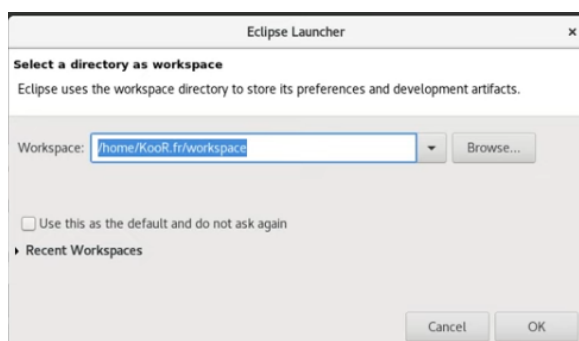 Eclipse Launcher
Select a directory as workspace
Eclipse uses the workspace directory to store its preferences and development artifacts.
Workspace: /home/KooR.fr/workspace Browse...
Use this as the default and do not ask again
Recent Workspaces
Cancel OK